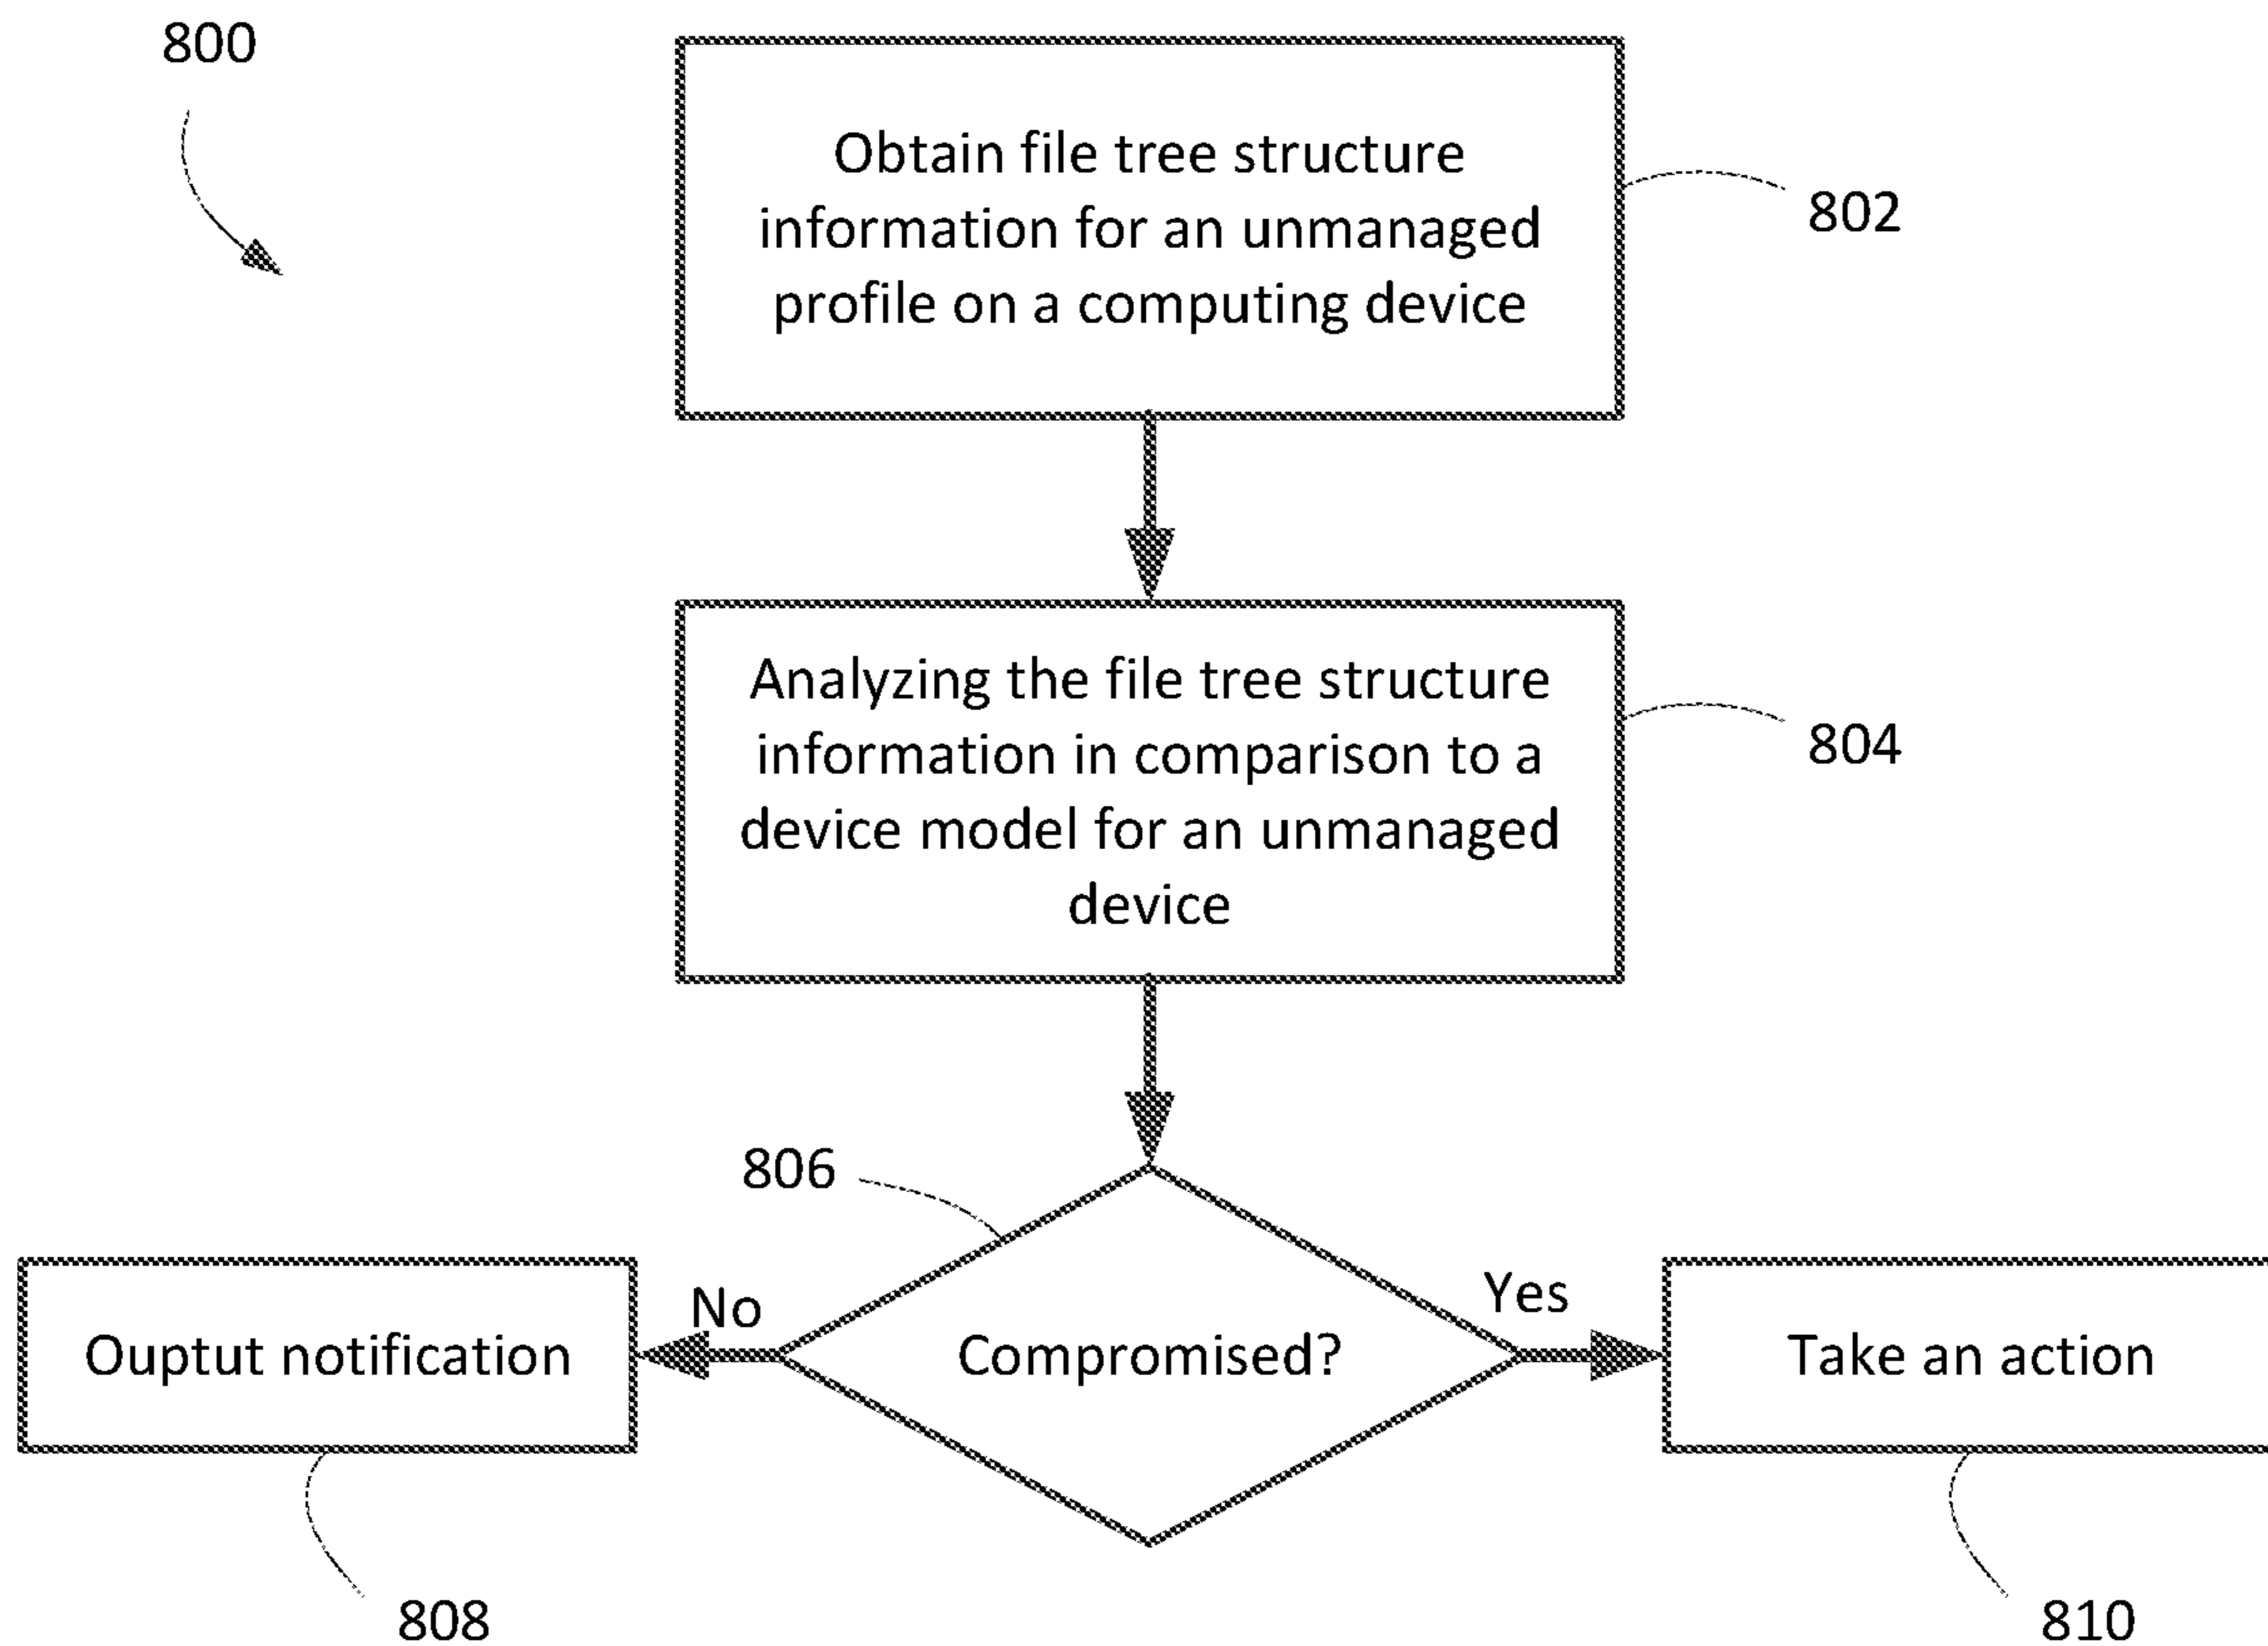 800
Obtain file tree structure
information for an unmanaged
profile on a computing device
802
Analyzing the file tree structure
information in comparison to a
device model for an unmanaged
device
804
806
No
Yes
Ouptut notification
Compromised?
Take an action
808
810